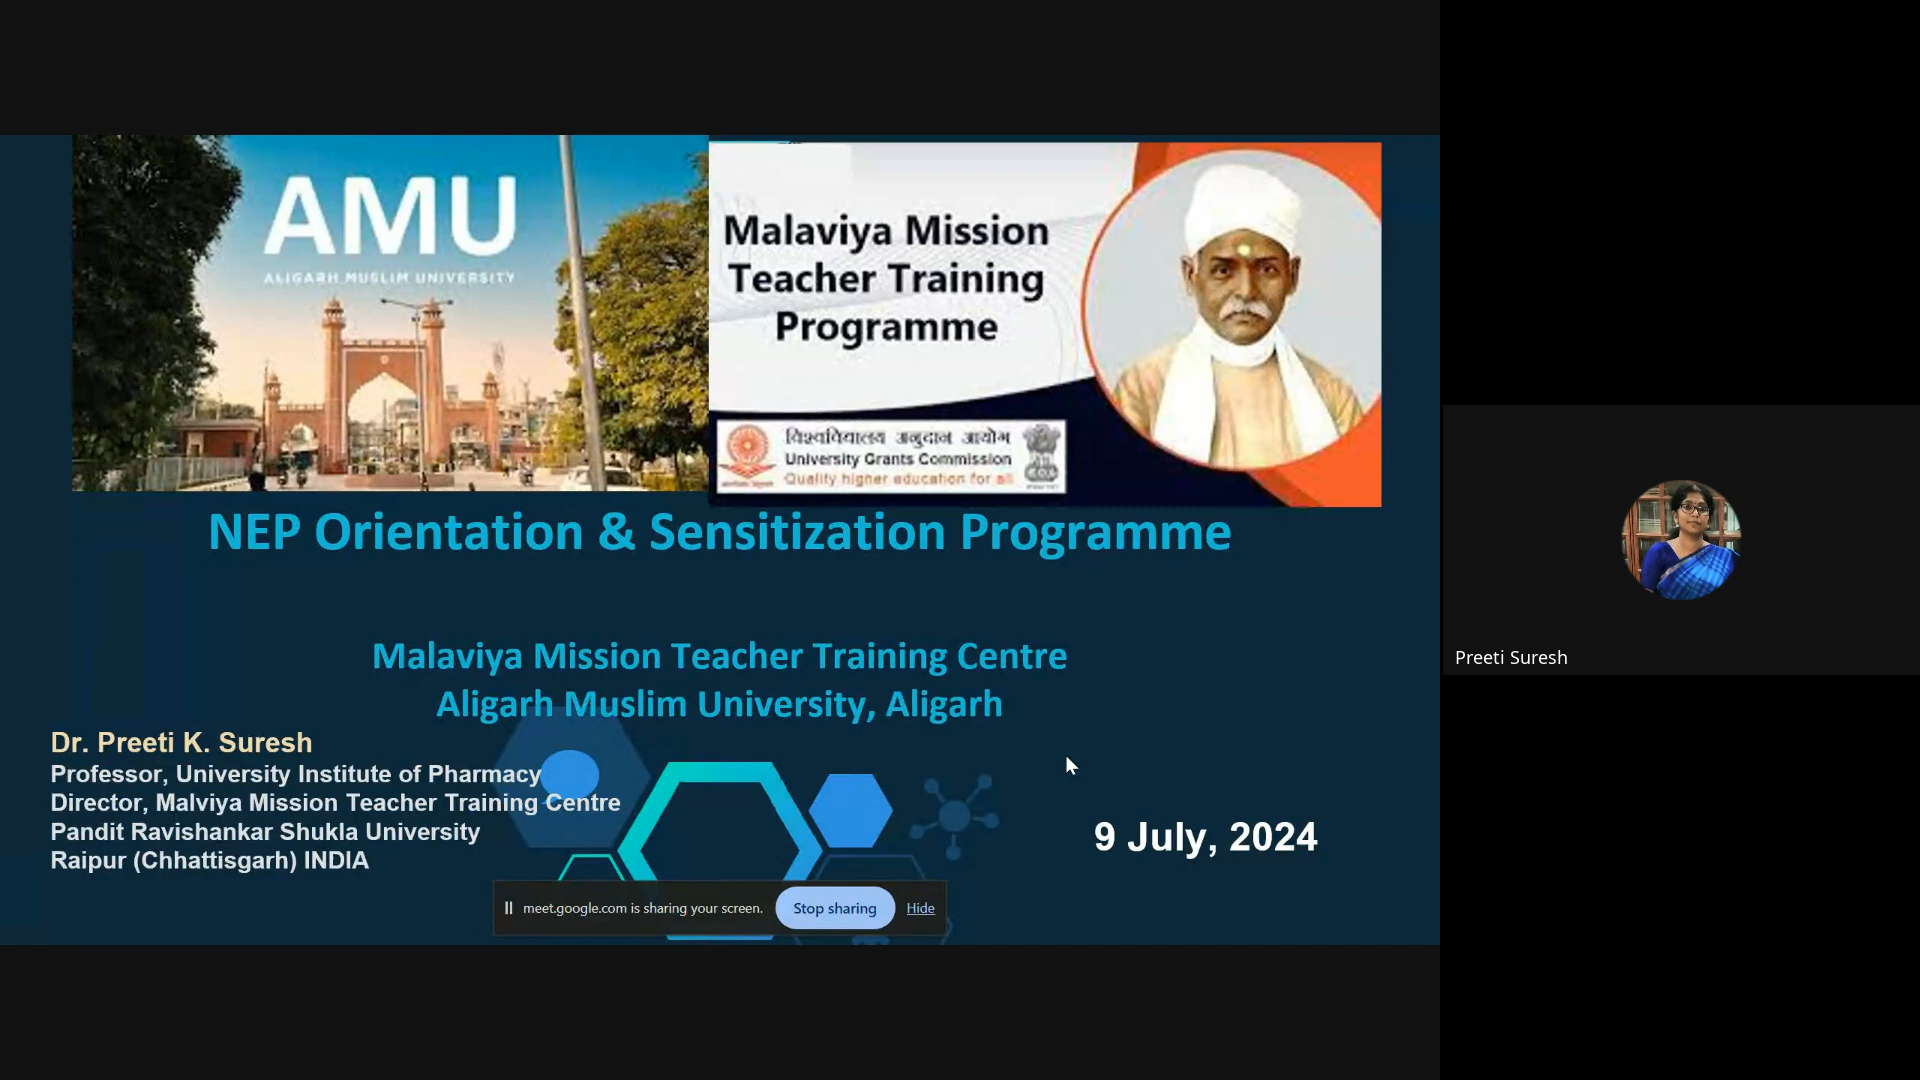 AMU
ALIGARH MUSLIM UNIVERSITY
Malaviya Mission
Teacher Training
Programme
विश्वविद्यालय अनुदान आयोग
University Grants Commission
Quality higher education for all
NEP Orientation & Sensitization Programme
Malaviya Mission Teacher Training Centre
Aligarh Muslim University, Aligarh
Dr. Preeti K. Suresh
Professor, University Institute of Pharmacy
Director, Malviya Mission Teacher Training Centre
Pandit Ravishankar Shukla University
Raipur (Chhattisgarh) INDIA
9 July, 2024
meet.google.com is sharing your screen.
Stop sharing
Hide
Preeti Suresh